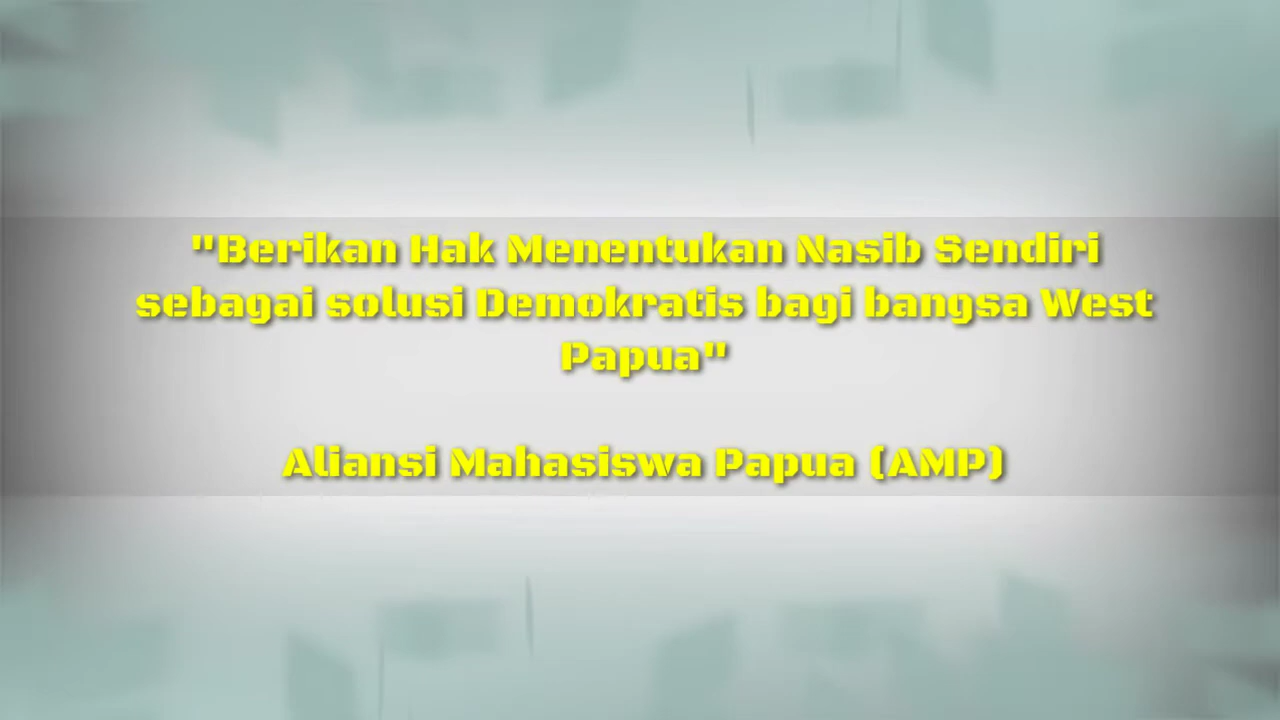 "Berikan Hak Menentukan Nasib Sendiri
sebagai solusi Demokratis bagi bangsa West
Papua"
Aliansi Mahasiswa Papua (AMP)